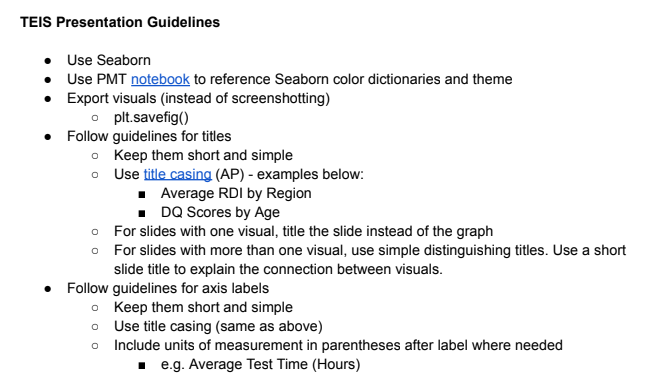 TEIS Presentation Guidelines
● Use Seaborn
● Use PMT notebook to reference Seaborn color dictionaries and theme
● Export visuals (instead of screenshotting)
○ plt.savefig()
● Follow guidelines for titles
○ Keep them short and simple
○ Use title casing (AP) - examples below:
■ Average RDI by Region
■ DQ Scores by Age
○ For slides with one visual, title the slide instead of the graph
○ For slides with more than one visual, use simple distinguishing titles. Use a short
slide title to explain the connection between visuals.
● Follow guidelines for axis labels
○ Keep them short and simple
○ Use title casing (same as above)
○ Include units of measurement in parentheses after label where needed
■ e.g. Average Test Time (Hours)